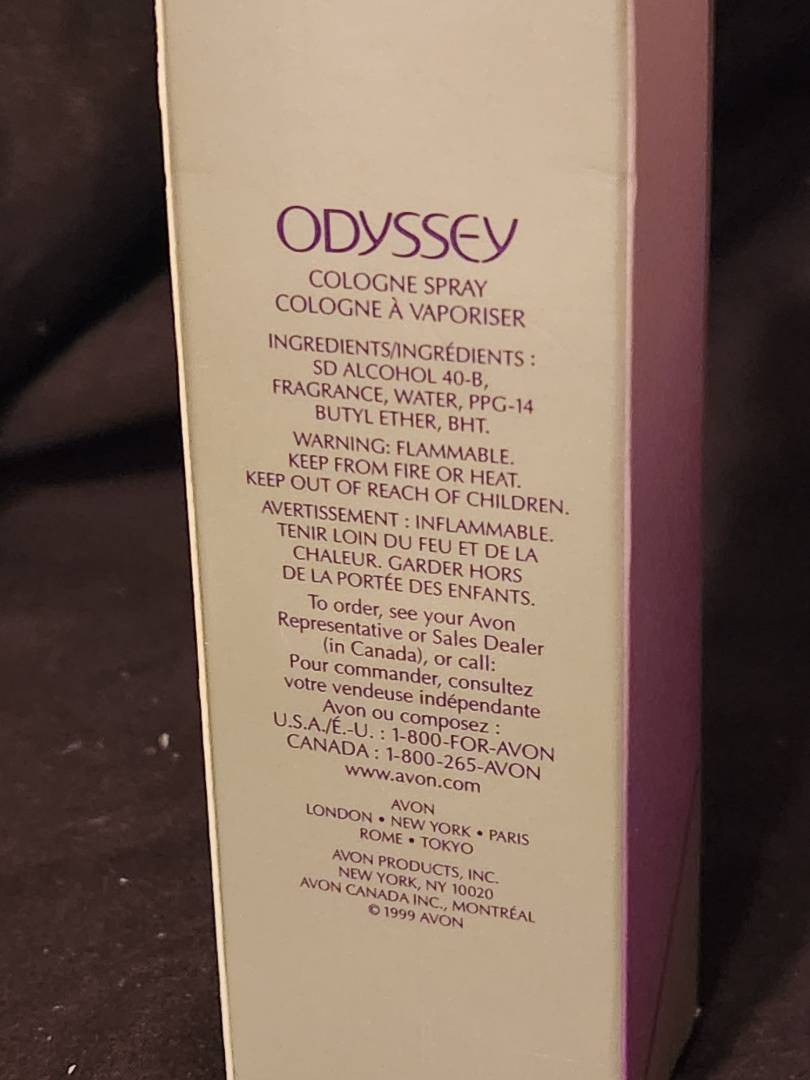 ODYSSEY
COLOGNE SPRAY
COLOGNE À VAPORISER
INGREDIENTS/INGRÉDIENTS :
SD ALCOHOL 40-B,
FRAGRANCE, WATER, PPG-14
BUTYL ETHER, BHT.
WARNING: FLAMMABLE.
KEEP FROM FIRE OR HEAT.
KEEP OUT OF REACH OF CHILDREN.
AVERTISSEMENT : INFLAMMABLE.
TENIR LOIN DU FEU ET DE LA
CHALEUR. GARDER HORS
DE LA PORTÉE DES ENFANTS.
To order, see your Avon
Representative or Sales Dealer
(in Canada), or call:
Pour commander, consultez
votre vendeuse indépendante
Avon ou composez :
U.S.A./É.-U. : 1-800-FOR-AVON
CANADA : 1-800-265-AVON
www.avon.com
AVON
LONDON • NEW YORK • PARIS
ROME • TOKYO
AVON PRODUCTS, INC.
NEW YORK, NY 10020
AVON CANADA INC., MONTRÉAL
© 1999 AVON